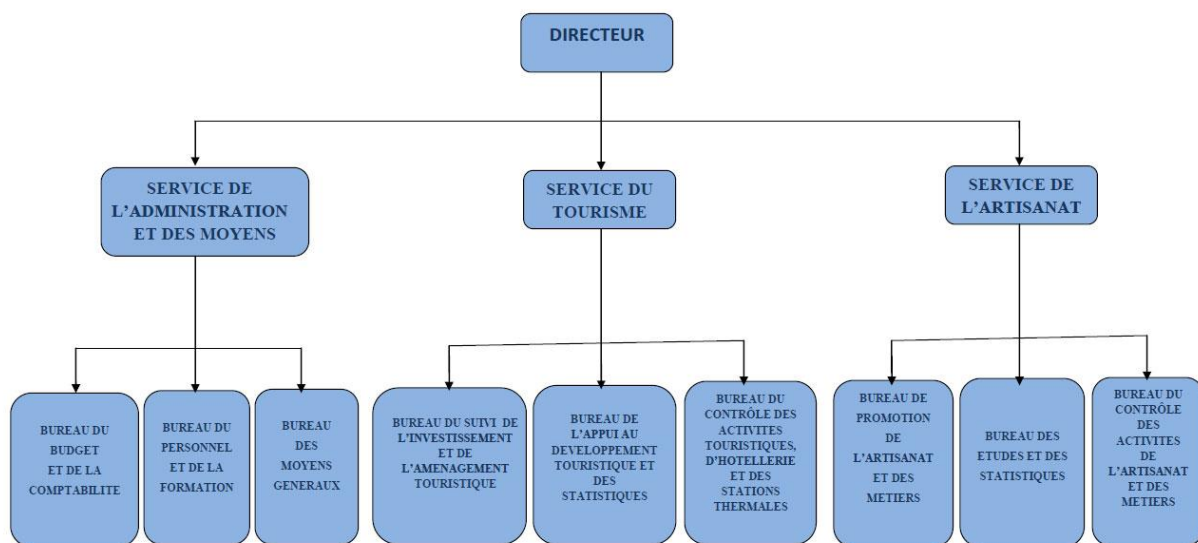 DIRECTEUR
SERVICE DE
L'ADMINISTRATION
ET DES MOYENS
SERVICE DU
TOURISME
SERVICE DE
L'ARTISANAT
BUREAU DU
BUDGET
ET DE LA
COMPTABILITE
BUREAU DU
PERSONNEL
ET DE LA
FORMATION
BUREAU
DES
MOYENS
GENERAUX
BUREAU DU SUIVI DE
L'INVESTISSEMENT
ET DE
L'AMENAGEMENT
TOURISTIQUE
BUREAU DE
L'APPUI AU
DEVELOPPEMENT
TOURISTIQUE ET
DES
STATISTIQUES
BUREAU DU
CONTRÔLE DES
ACTIVITES
TOURISTIQUES,
D'HOTELLERIE
ET DES
STATIONS
THERMALES
BUREAU DE
PROMOTION
DE
L'ARTISANAT
ET DES
METIERS
BUREAU DES
ETUDES ET DES
STATISTIQUES
BUREAU DU
CONTRÔLE
DES
ACTIVITES
DE
L'ARTISANAT
ET DES
METIERS